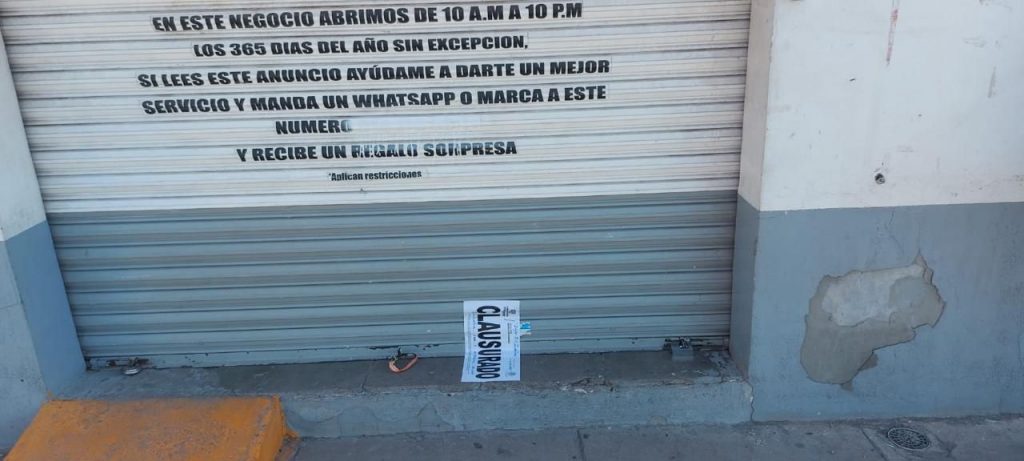 EN ESTE NEGOCIO ABRIMOS DE 10 A.M A 10 P.M
LOS 365 DIAS DEL AÑO SIN EXCEPCION,
SI LEES ESTE ANUNCIO AYÚDAME A DARTE UN MEJOR
SERVICIO Y MANDA UN WHATSAPP O MARCA A ESTE
NUMERO
Y RECIBE UN REGALO SORPRESA
*Aplican restricciones
CLAUSURADO